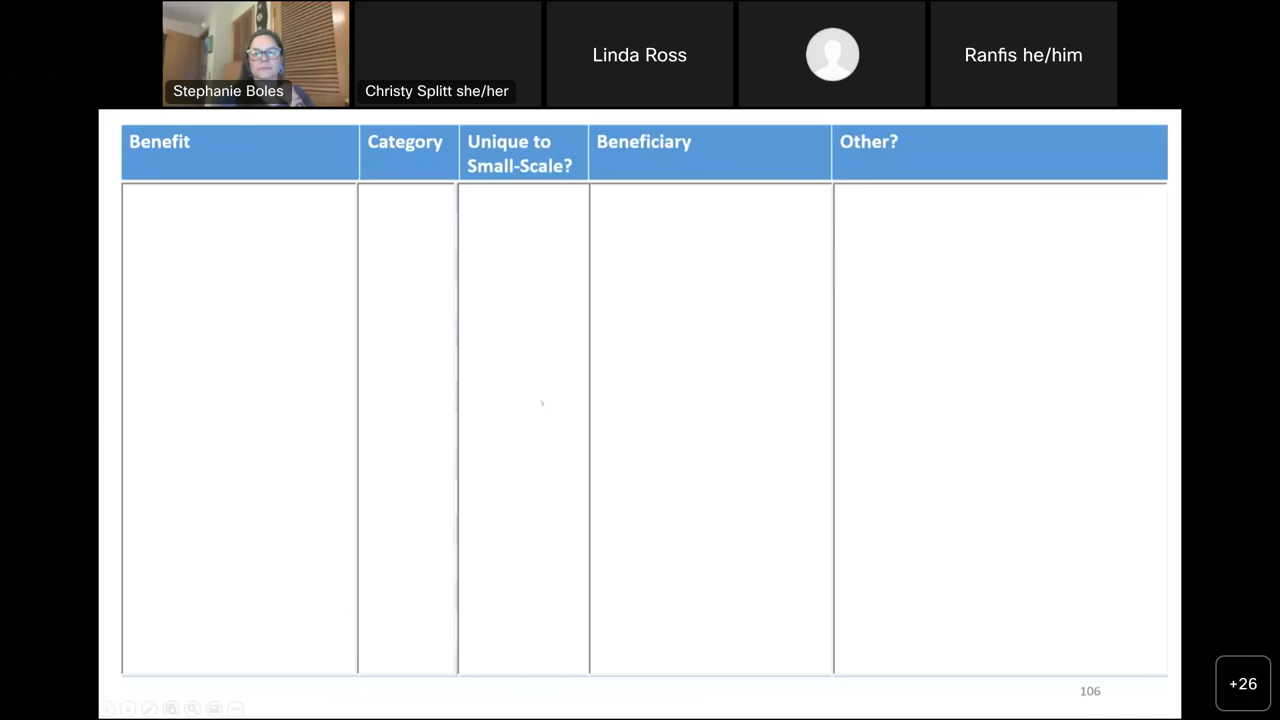 Stephanie Boles
Christy Splitt she/her
Linda Ross
Ranfis he/him
Benefit
Category
Unique to
Small-Scale?
Beneficiary
Other?
106
+26